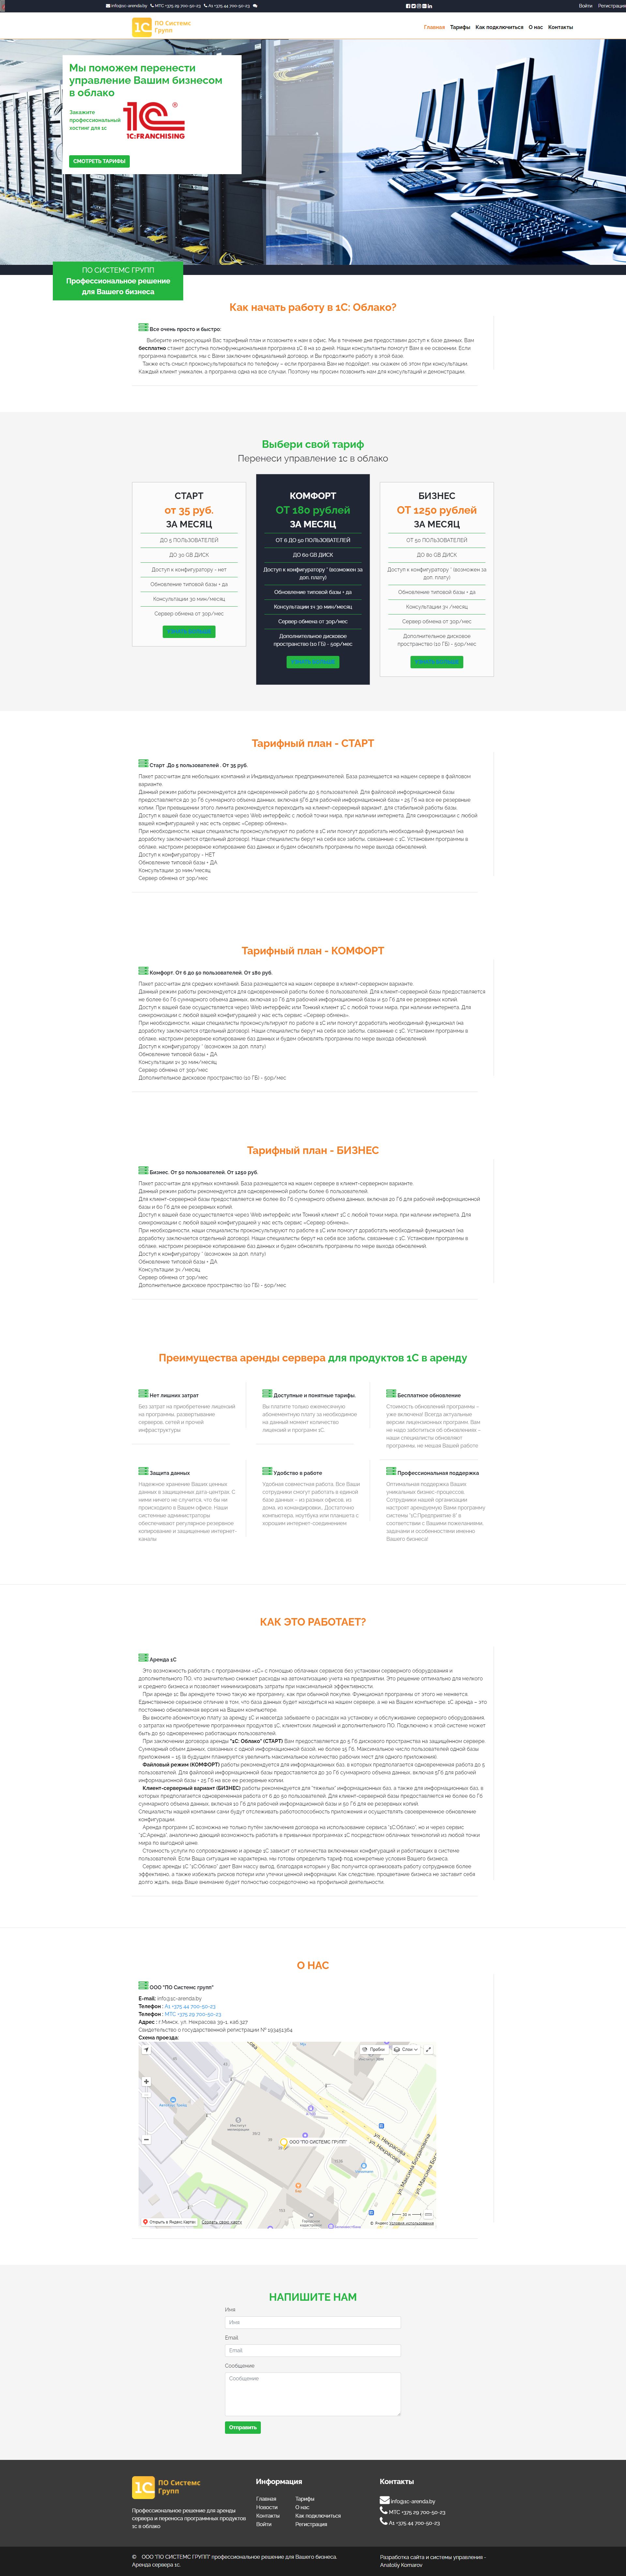 info@1c-arenda.by МТС +375 29 700-50-23 А1 +375 44 700-50-23
Войти Регистрация
ПО Системс
Групп
Главная Тарифы Как подключиться О нас Контакты
Мы поможем перенести
управление Вашим бизнесом
в облако
Закажите
профессиональный
хостинг для 1с
1С:FRANCHISING
СМОТРЕТЬ ТАРИФЫ
ПО СИСТЕМС ГРУПП
Профессиональное решение
для Вашего бизнеса
Как начать работу в 1С: Облако?
Все очень просто и быстро:
Выберите интересующий Вас тарифный план и позвоните к нам в офис. Мы в течение дня предоставим доступ к базе данных, Вам
бесплатно станет доступна полнофункциональная программа 1С 8 на 10 дней. Наши консультанты помогут Вам в ее освоении. Если
программа понравится, мы с Вами заключим официальный договор, и Вы продолжите работу в этой базе.
Также есть смысл проконсультироваться по телефону – если программа Вам не подойдет, мы скажем об этом при консультации.
Каждый клиент уникален, а программа одна на все случаи. Поэтому мы просим позвонить нам для консультаций и демонстрации.
Выбери свой тариф
Перенеси управление 1с в облако
СТАРТ
от 35 руб.
ЗА МЕСЯЦ
ДО 5 ПОЛЬЗОВАТЕЛЕЙ
ДО 30 GB ДИСК
Доступ к конфигуратору - нет
Обновление типовой базы + да
Консультации 30 мин/месяц
Сервер обмена от 30р/мес
УЗНАТЬ БОЛЬШЕ
КОМФОРТ
ОТ 180 рублей
ЗА МЕСЯЦ
ОТ 6 ДО 50 ПОЛЬЗОВАТЕЛЕЙ
ДО 60 GB ДИСК
Доступ к конфигуратору * (возможен за
доп. плату)
Обновление типовой базы + да
Консультации 1ч 30 мин/месяц
Сервер обмена от 30р/мес
Дополнительное дисковое
пространство (10 ГБ) - 50р/мес
УЗНАТЬ БОЛЬШЕ
БИЗНЕС
ОТ 1250 рублей
ЗА МЕСЯЦ
ОТ 50 ПОЛЬЗОВАТЕЛЕЙ
ДО 80 GB ДИСК
Доступ к конфигуратору * (возможен за
доп. плату)
Обновление типовой базы + да
Консультации 3ч /месяц
Сервер обмена от 30р/мес
Дополнительное дисковое
пространство (10 ГБ) - 50р/мес
УЗНАТЬ БОЛЬШЕ
Тарифный план - СТАРТ
Старт .До 5 пользователей . От 35 руб.
Пакет рассчитан для небольших компаний и Индивидуальных предпринимателей. База размещается на нашем сервере в файловом
варианте.
Данный режим работы рекомендуется для одновременной работы до 5 пользователей. Для файловой информационной базы
предоставляется до 30 Гб суммарного объема данных, включая 5Гб для рабочей информационной базы + 25 Гб на все ее резервные
копии. При превышении этого лимита рекомендуется переходить на клиент-серверный вариант, для стабильной работы базы.
Доступ к вашей базе осуществляется через Web интерфейс с любой точки мира, при наличии интернета. Для синхронизации с любой
вашей конфигурацией у нас есть сервис «Сервер обмена».
При необходимости, наши специалисты проконсультируют по работе в 1С или помогут доработать необходимый функционал (на
доработку заключается отдельный договор). Наши специалисты берут на себя все заботы, связанные с 1С. Установим программы в
облаке, настроим резервное копирование баз данных и будем обновлять программы по мере выхода обновлений.
Доступ к конфигуратору - НЕТ
Обновление типовой базы + ДА
Консультации 30 мин/месяц
Сервер обмена от 30р/мес
Тарифный план - КОМФОРТ
Комфорт. От 6 до 50 пользователей. От 180 руб.
Пакет рассчитан для средних компаний. База размещается на нашем сервере в клиент-серверном варианте.
Данный режим работы рекомендуется для одновременной работы более 6 пользователей. Для клиент-серверной базы предоставляется
не более 60 Гб суммарного объема данных, включая 10 Гб для рабочей информационной базы и 50 Гб для ее резервных копий.
Доступ к вашей базе осуществляется через Web интерфейс или Тонкий клиент 1С с любой точки мира, при наличии интернета. Для
синхронизации с любой вашей конфигурацией у нас есть сервис «Сервер обмена».
При необходимости, наши специалисты проконсультируют по работе в 1С или помогут доработать необходимый функционал (на
доработку заключается отдельный договор). Наши специалисты берут на себя все заботы, связанные с 1С. Установим программы в
облаке, настроим резервное копирование баз данных и будем обновлять программы по мере выхода обновлений.
Доступ к конфигуратору * (возможен за доп. плату)
Обновление типовой базы + ДА
Консультации 1ч 30 мин/месяц
Сервер обмена от 30р/мес
Дополнительное дисковое пространство (10 ГБ) - 50р/мес
Тарифный план - БИЗНЕС
Бизнес. От 50 пользователей. От 1250 руб.
Пакет рассчитан для крупных компаний. База размещается на нашем сервере в клиент-серверном варианте.
Данный режим работы рекомендуется для одновременной работы более 6 пользователей.
Для клиент-серверной базы предоставляется не более 80 Гб суммарного объема данных, включая 20 Гб для рабочей информационной
базы и 60 Гб для ее резервных копий.
Доступ к вашей базе осуществляется через Web интерфейс или Тонкий клиент 1С с любой точки мира, при наличии интернета. Для
синхронизации с любой вашей конфигурацией у нас есть сервис «Сервер обмена».
При необходимости, наши специалисты проконсультируют по работе в 1С или помогут доработать необходимый функционал (на
доработку заключается отдельный договор). Наши специалисты берут на себя все заботы, связанные с 1С. Установим программы в
облаке, настроим резервное копирование баз данных и будем обновлять программы по мере выхода обновлений.
Доступ к конфигуратору * (возможен за доп. плату)
Обновление типовой базы + ДА
Консультации 3ч /месяц
Сервер обмена от 30р/мес
Дополнительное дисковое пространство (10 ГБ) - 50р/мес
Преимущества аренды сервера для продуктов 1С в аренду
Нет лишних затрат
Без затрат на приобретение лицензий
на программы, развертывание
серверов, сетей и прочей
инфраструктуры
Доступные и понятные тарифы.
Вы платите только ежемесячную
абонементную плату за необходимое
на данный момент количество
лицензий и программ 1С.
Бесплатное обновление
Стоимость обновлений программы –
уже включена! Всегда актуальные
версии лицензионных программ. Вам
не надо заботиться об обновлении –
наши специалисты обновляют
программы, не мешая Вашей работе
Защита данных
Надежное хранение Ваших ценных
данных в защищенных дата центрах. С
ними ничего не случится, что бы не
происходило в Вашем офисе. Наши
системные администраторы
обеспечивают регулярное резервное
копирование и защищенные интернет-
каналы
Удобство в работе
Удобная совместная работа. Все Ваши
сотрудники смогут работать в единой
базе данных – из разных офисов, из
дома, из командировки… Достаточно
компьютера, ноутбука или планшета с
хорошим интернет-соединением.
Профессиональная поддержка
Оптимальная поддержка Ваших
уникальных бизнес-процессов.
Сотрудники нашей организации
настроят арендуемую Вами программу
системы "1С:Предприятие 8" в
соответствие с Вашими пожеланиями,
задачами и особенностями именно
Вашего бизнеса!
КАК ЭТО РАБОТАЕТ?
Аренда 1С
Это возможность работать с программами «1С» с помощью облачных сервисов без установки серверного оборудования и
дополнительного ПО, что значительно снижает расходы на автоматизацию учета на предприятии. Это решение оптимально для мелкого
и среднего бизнеса и позволяет минимизировать затраты при максимальной эффективности.
При аренде 1с Вы арендуете точно такую же программу, как при обычной покупке. Функционал программы от этого не меняется.
Единственное серьезное отличие в том, что база данных будет находиться на нашем сервере, а не на Вашем компьютере. 1С аренда – это
постоянно обновляемая версия на Вашем компьютере.
Вы вносите абонентскую плату за аренду 1С и навсегда забываете о расходах на установку и обслуживание серверного оборудования,
о затратах на приобретение программных продуктов 1С, клиентских лицензий и дополнительного ПО. Подключено к этой системе может
быть до 50 одновременно работающих пользователей.
При заключении договора аренды "1С: Облако" (СТАРТ) Вам предоставляется до 5 Гб дискового пространства на защищённом сервере.
Суммарный объем данных, связанных с одной информационной базой, не более 15 Гб. Максимальное число пользователей одной базы
приложения – 15 (в будущем планируется увеличить максимальное количество рабочих мест для одного приложения).
Файловый режим (КОМФОРТ) работы рекомендуется для информационных баз, в которых предполагается одновременная работа до 5
пользователей. Для файловой информационной базы предоставляется до 30 Гб суммарного объема данных, включая 5Гб для рабочей
информационной базы + 25 Гб на все ее резервные копии.
Клиент-серверный вариант (БИЗНЕС) работы рекомендуется для "тяжелых" информационных баз, а также для информационных баз, в
которых предполагается одновременная работа от 6 до 50 пользователей. Для клиент-серверной базы предоставляется не более 60 Гб
суммарного объема данных, включая 10 Гб для рабочей информационной базы и 50 Гб для ее резервных копий.
Специалисты нашей компании сами будут отслеживать работоспособность приложения и осуществлять своевременное обновление
конфигурации.
Аренда программ 1С возможна не только путём заключения договора на использование сервиса "1С:Облако", но и через сервис
"1С:Аренда", аналогично дающий возможность работать в привычных программах 1С посредством облачных технологий из любой точки
мира по выгодной цене.
Стоимость услуги по сопровождению и аренде 1С зависит от количества включенных конфигураций и работающих в системе
пользователей. Если Ваша ситуация не характерна, мы готовы определить тариф под конкретные условия Вашего бизнеса.
Сервис аренды 1С "1С:Облако" дает Вам массу выгод, благодаря которым у Вас получится организовать работу сотрудников более
эффективно, а также избежать рисков потери или утечки ценной информации. Как следствие, процветание бизнеса не заставит себя
долго ждать, ведь Ваше внимание будет полностью сосредоточено на профильной деятельности.
О НАС
ООО "ПО Системс групп"
E-mail: info@1c-arenda.by
Телефон : А1 +375 44 700-50-23
Телефон : МТС +375 29 700-50-23
Адрес : г.Минск, ул. Некрасова 39-1, каб.327
Свидетельство о государственной регистрации № 193451364
Схема проезда:
Пробки Слои
Институт
мелиорации
ООО "ПО СИСТЕМС ГРУПП"
ул. Некрасова
ул. Некрасова
ул. Максима Богдановича
ул. Максима Богдановича
Бар
Открыть в Яндекс.Картах Создать свою карту
© Яндекс Условия использования
НАПИШИТЕ НАМ
Имя
Имя
Email
Email
Сообщение
Сообщение
Отправить
ПО Системс
Групп
Профессиональное решение для аренды
сервера и переноса программных продуктов
1с в облако
Информация
Главная Тарифы
Новости О нас
Контакты Как подключиться
Войти Регистрация
Контакты
info@1c-arenda.by
МТС +375 29 700-50-23
А1 +375 44 700-50-23
© ООО "ПО СИСТЕМС ГРУПП" профессиональное решение для Вашего бизнеса.
Аренда сервера 1с.
Разработка сайта и системы управления -
Anatoliy Komarov